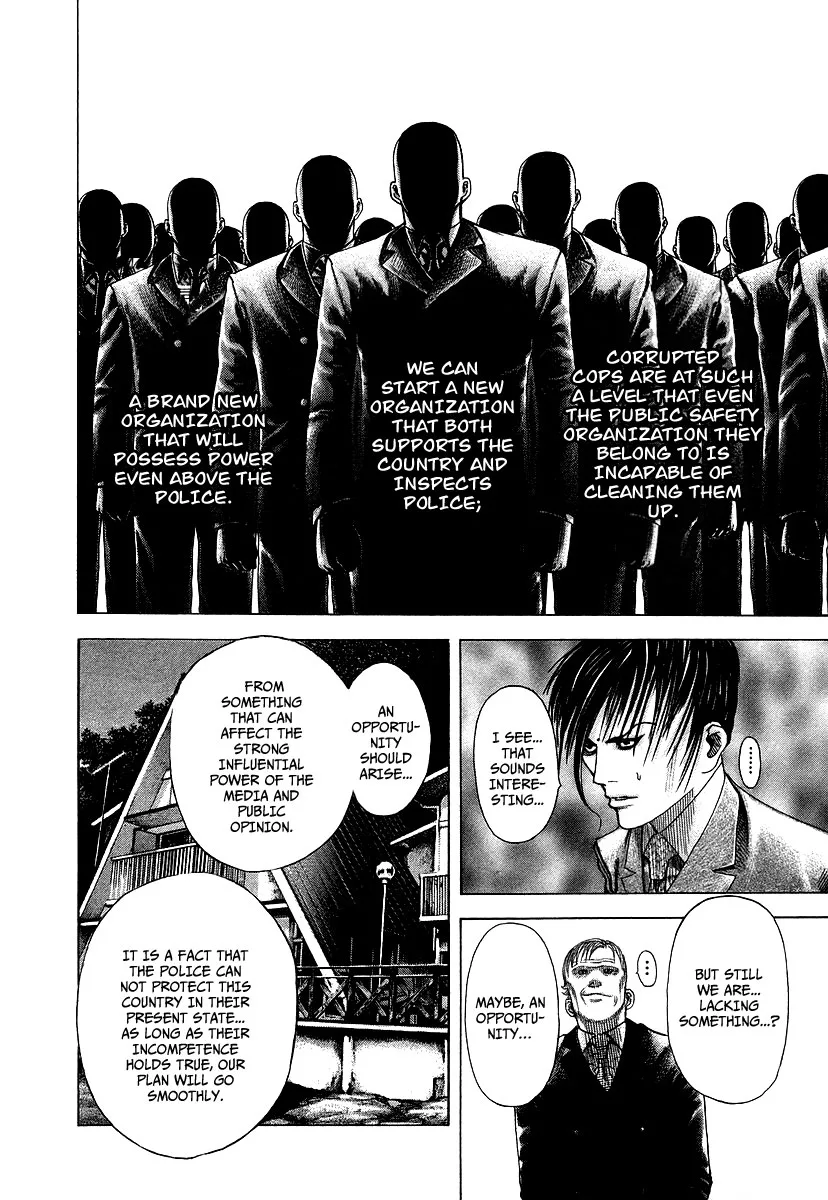 CORRUPTED
COPS ARE AT SUCH
A LEVEL THAT EVEN
THE PUBLIC SAFETY
ORGANIZATION THEY
BELONG TO IS
INCAPABLE OF
CLEANING THEM
UP.
WE CAN
START A NEW
ORGANIZATION
THAT BOTH
SUPPORTS THE
COUNTRY AND
INSPECTS
POLICE;
A BRAND NEW
ORGANIZATION
THAT WILL
POSSESS POWER
EVEN ABOVE THE
POLICE.
....
I SEE...
THAT
SOUNDS
INTERE-
STING...
BUT STILL
WE ARE...
LACKING
SOMETHING...?
...
MAYBE, AN
OPPORTU-
NITY...
AN
OPPORTU-
NITY
SHOULD
ARISE...
FROM
SOMETHING
THAT CAN
AFFECT THE
STRONG
INFLUENTIAL
POWER OF THE
MEDIA AND
PUBLIC
OPINION.
IT IS A FACT THAT
THE POLICE CAN
NOT PROTECT THIS
COUNTRY IN THEIR
PRESENT STATE...
AS LONG AS THEIR
INCOMPETENCE
HOLDS TRUE, OUR
PLAN WILL GO
SMOOTHLY.